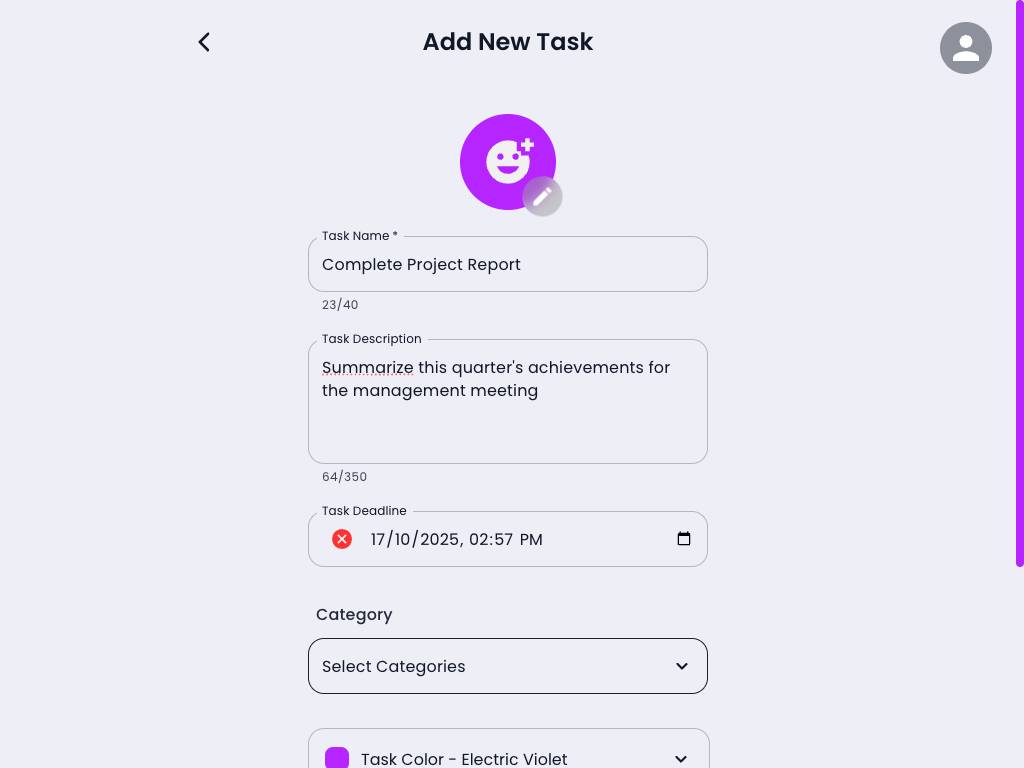 Add New Task
Task Name *
Complete Project Report
23/40
Task Description
Summarize this quarter's achievements for
the management meeting
64/350
Task Deadline
17/10/2025, 02:57 PM
Category
Select Categories
Task Color - Electric Violet